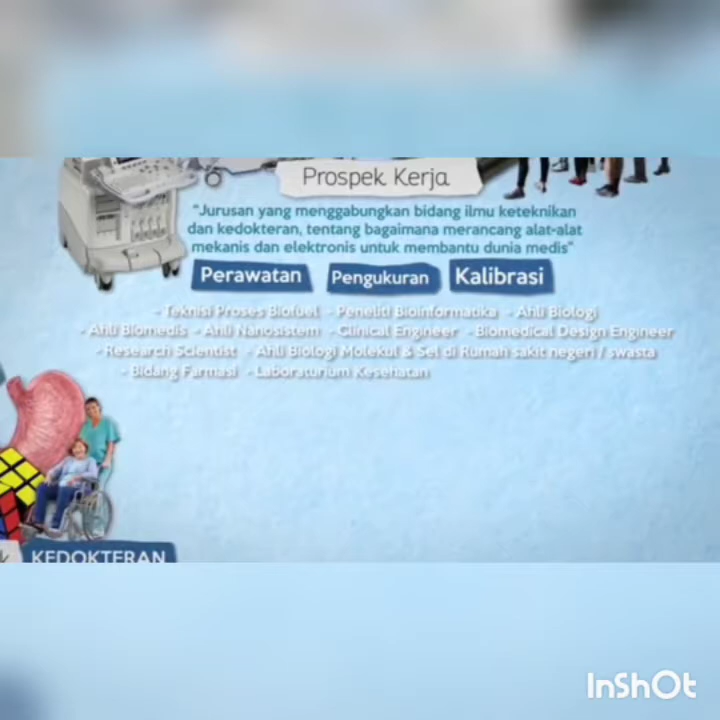 Prospek Kerja
"Jurusan yang menggabungkan bidang ilmu keteknikan
dan kedokteran, tentang bagaimana merancang alat-alat
mekanis dan elektronis untuk membantu dunia medis"
Perawatan Pengukuran Kalibrasi
- Teknisi Proses Biofuel - Peneliti Bioinformatika - Ahli Biologi
- Ahli Biomedis - Ahli Nanosistem - Clinical Engineer - Biomedical Design Engineer
- Research Scientist - Ahli Biologi Molekul & Sel di Rumah sakit negeri / swasta
- Bidang Farmasi - Laboraturium Kesehatan
KEDOKTERAN
InShOt